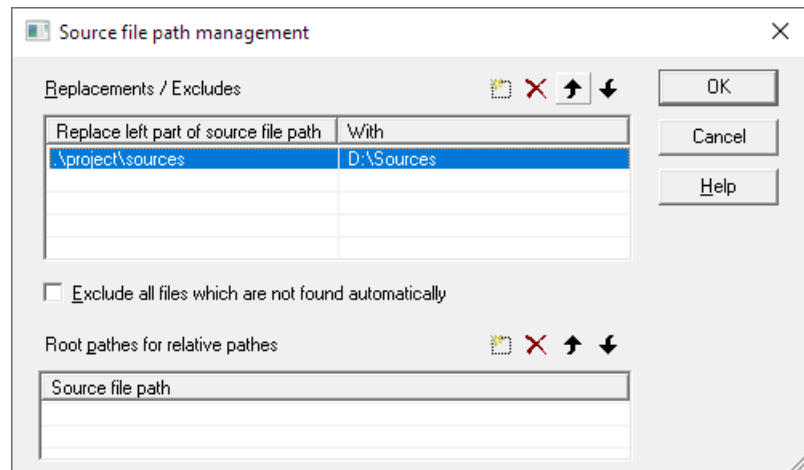 Source file path management
Replacements / Excludes
OK
Replace left part of source file path With
Cancel
.\project\sources D:\Sources
Help
Exclude all files which are not found automatically
Root pathes for relative pathes
Source file path